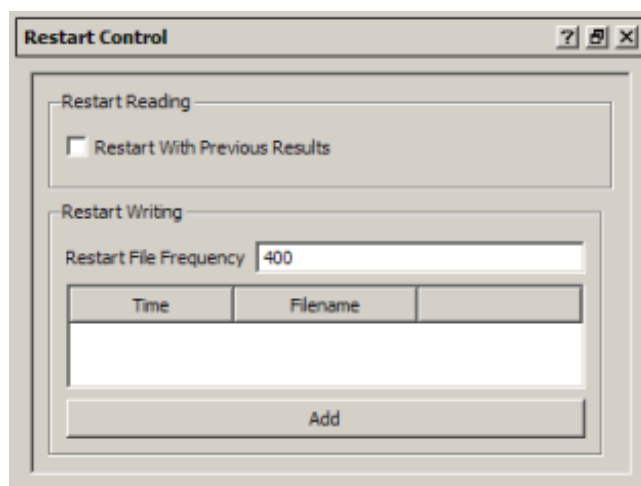 Restart Control
Restart Reading
Restart With Previous Results
Restart Writing
Restart File Frequency 400
Time Filename
Add